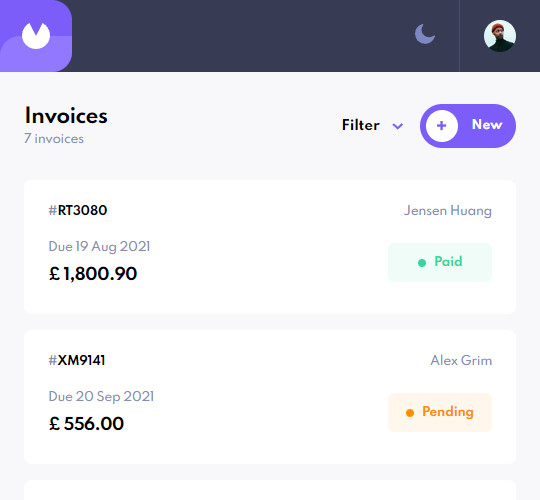 Invoices
7 invoices
Filter
New
#RT3080
Jensen Huang
Due 19 Aug 2021
£ 1,800.90
Paid
#XM9141
Alex Grim
Due 20 Sep 2021
£ 556.00
Pending